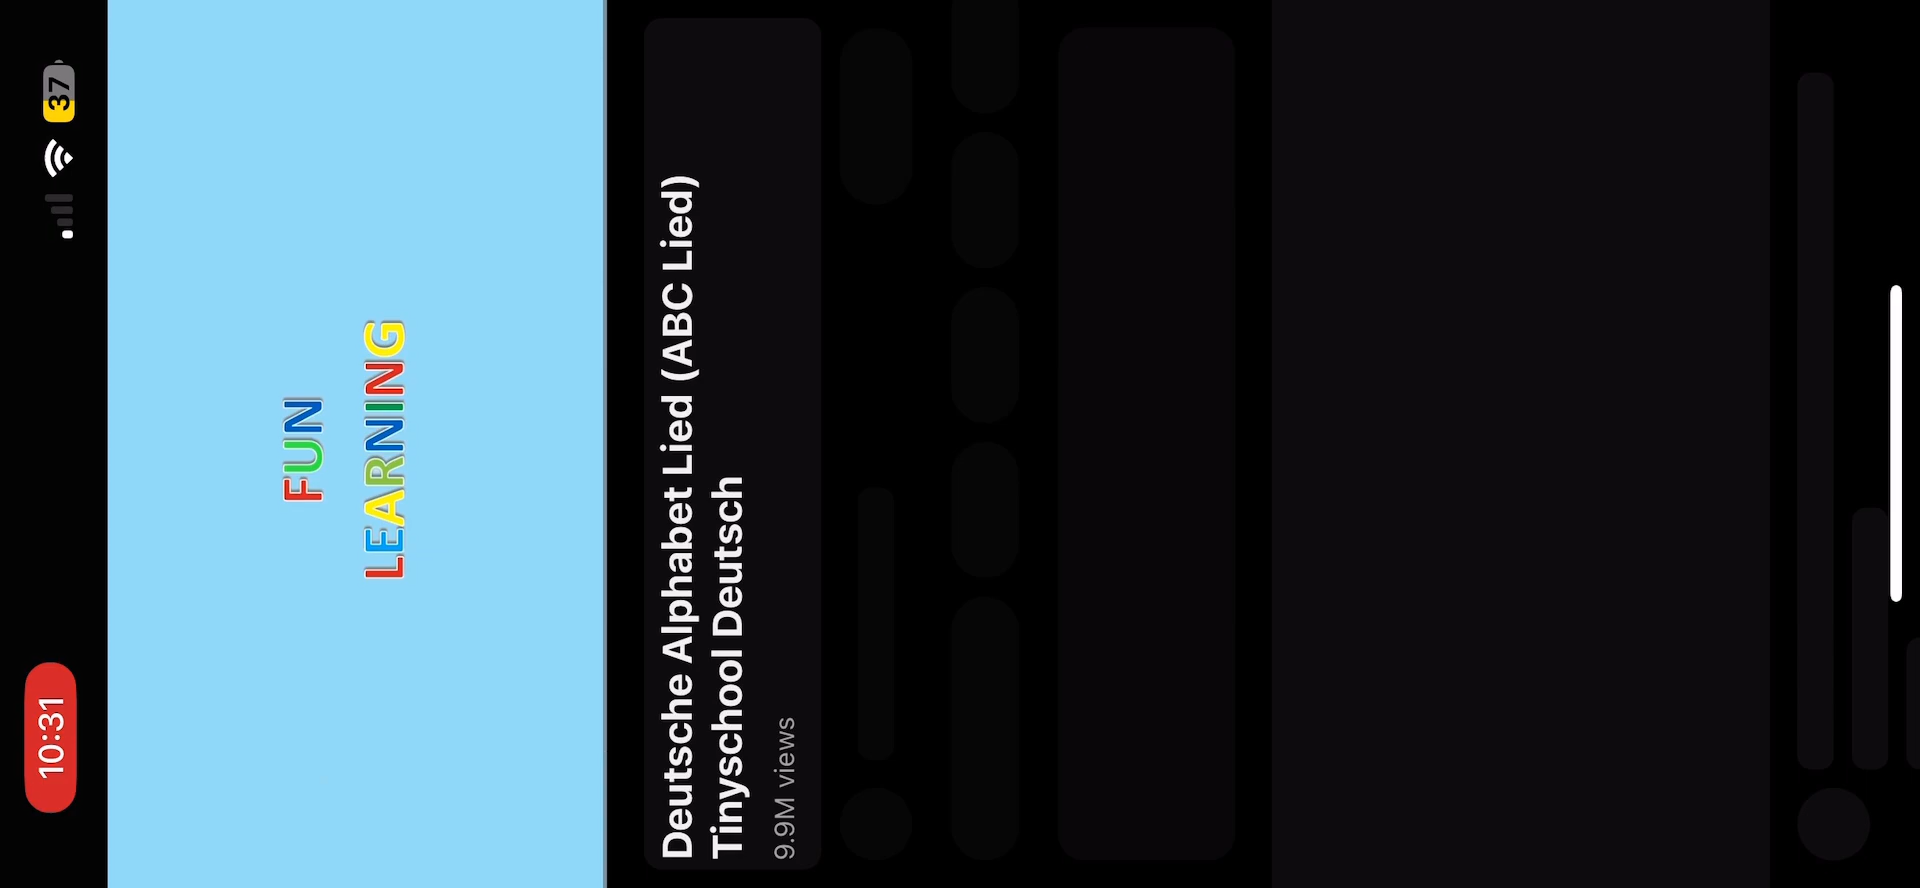 10:31
37
FUN
LEARNING
Deutsche Alphabet Lied (ABC Lied)
Tinyschool Deutsch
9.9M views